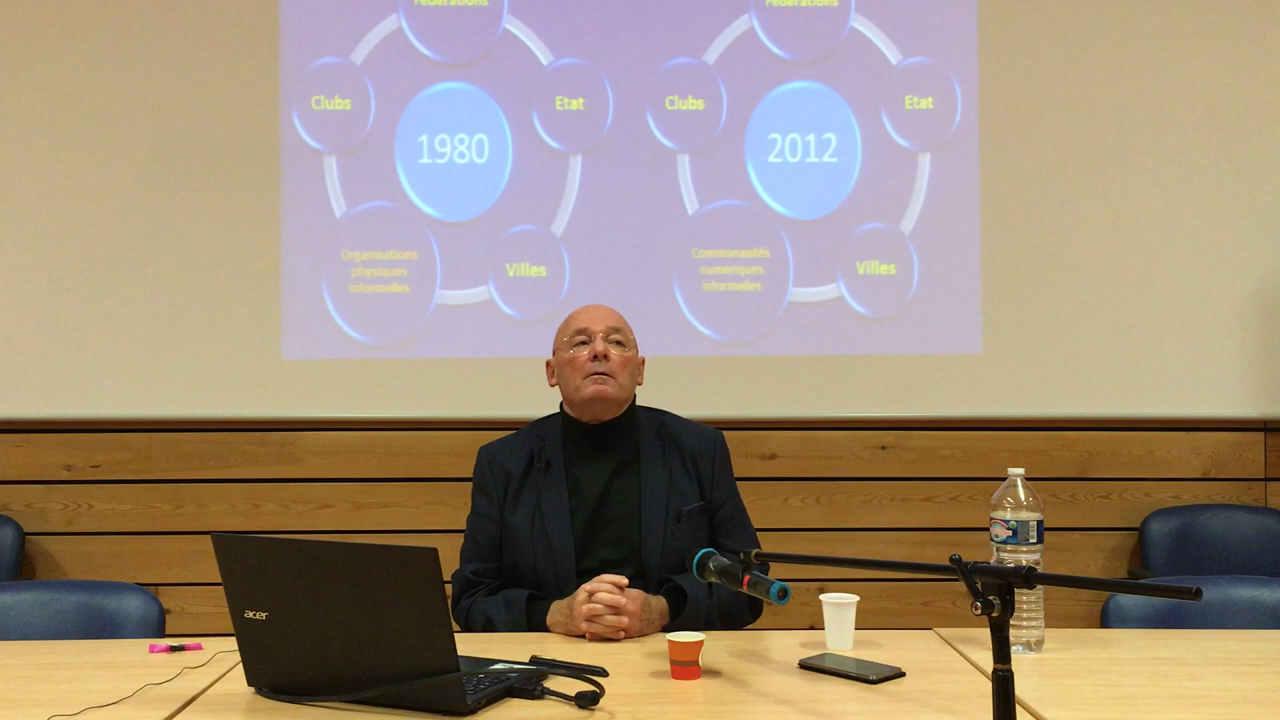 Fédérations
Clubs
Etat
1980
Organisations
physiques
informelles
Villes
Fédérations
Clubs
Etat
2012
Communautés
numériques
informelles
Villes
acer